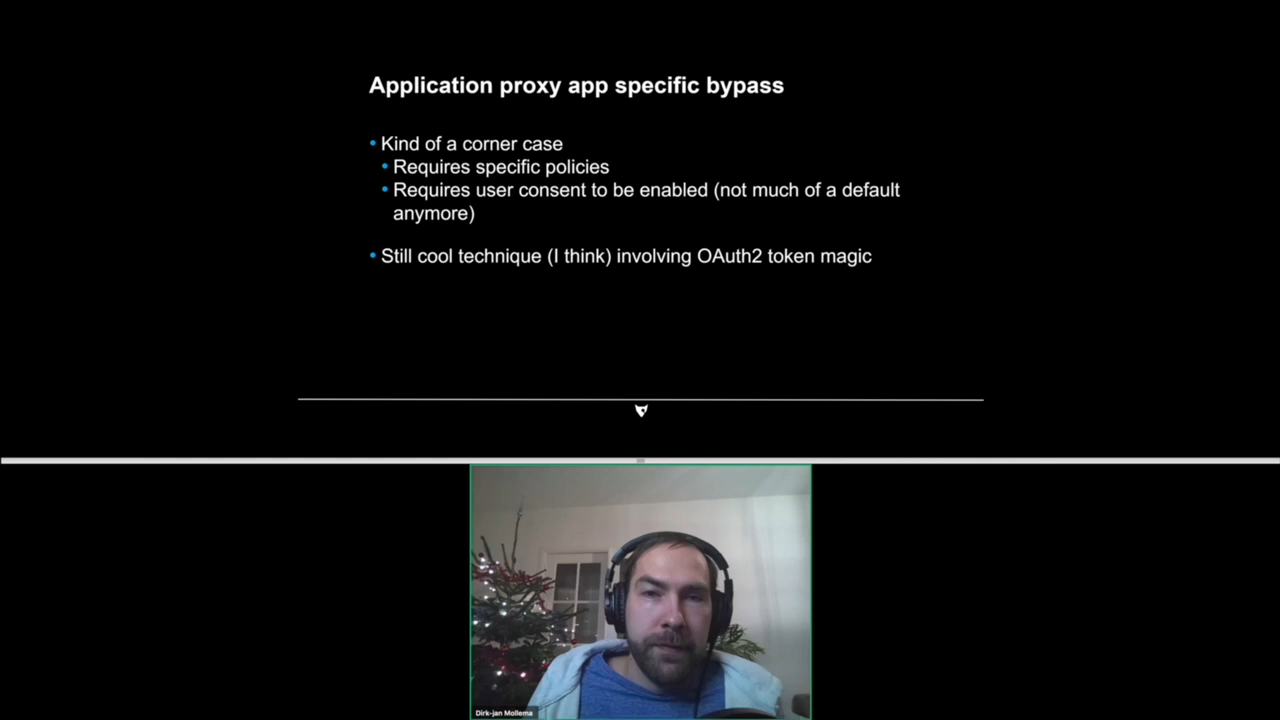 Application proxy app specific bypass
• Kind of a corner case
• Requires specific policies
• Requires user consent to be enabled (not much of a default
anymore)
• Still cool technique (I think) involving OAuth2 token magic
Dirk-jan Mollema